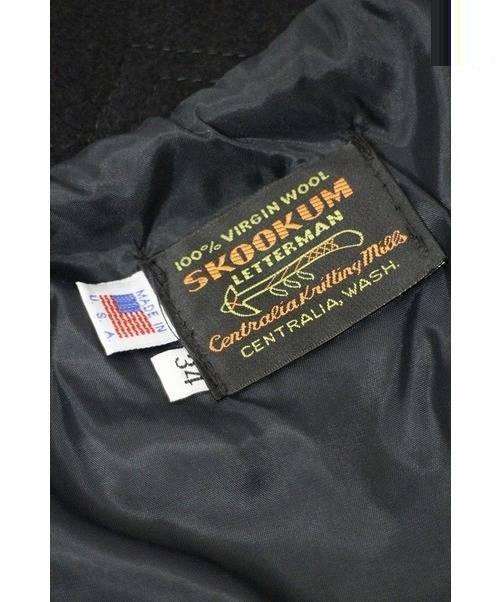 100% VIRGIN WOOL
SKOOKUM
LETTERMAN
Centralia Knitting Mills
CENTRALIA, WASH.
MADE IN
U.S.A.
34